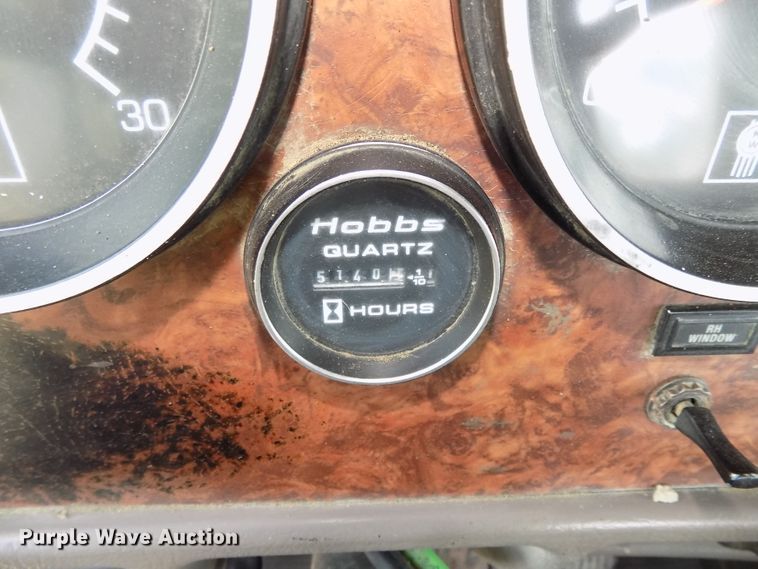 30
Hobbs
QUARTZ
1/10
HOURS
RH
WINDOW
Purple Wave Auction